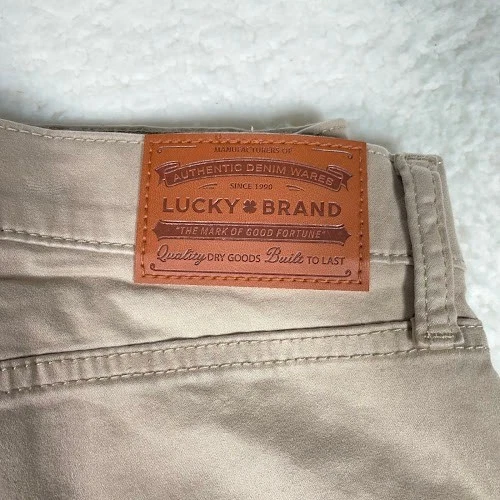 MANUFACTURERS OF
AUTHENTIC DENIM WARES
SINCE 1990
LUCKY BRAND
"THE MARK OF GOOD FORTUNE"
Quality DRY GOODS Built TO LAST